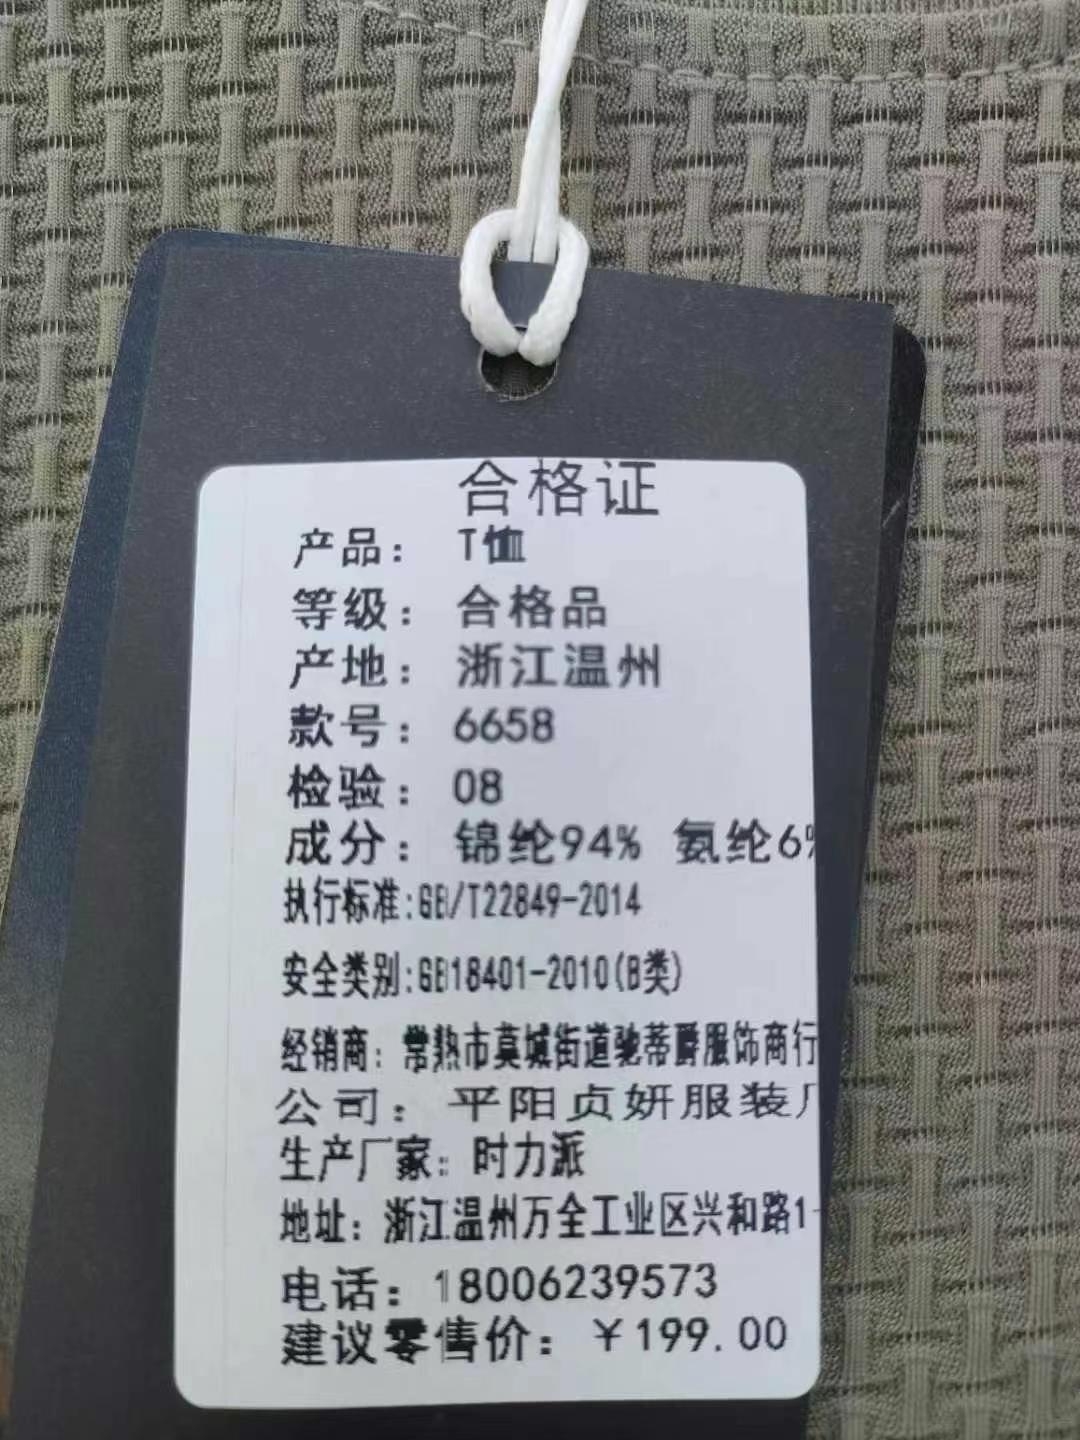 合格证
产品： T恤
等级： 合格品
产地： 浙江温州
款号： 6658
检验： 08
成分： 锦纶94% 氨纶6%
执行标准:GB/T22849-2014
安全类别:GB18401-2010(B类)
经销商：常熟市莫城街道驰蒂爵服饰商行
公司： 平阳贞妍服装厂
生产厂家：时力派
地址：浙江温州万全工业区兴和路1-
电话：18006239573
建议零售价：￥199.00